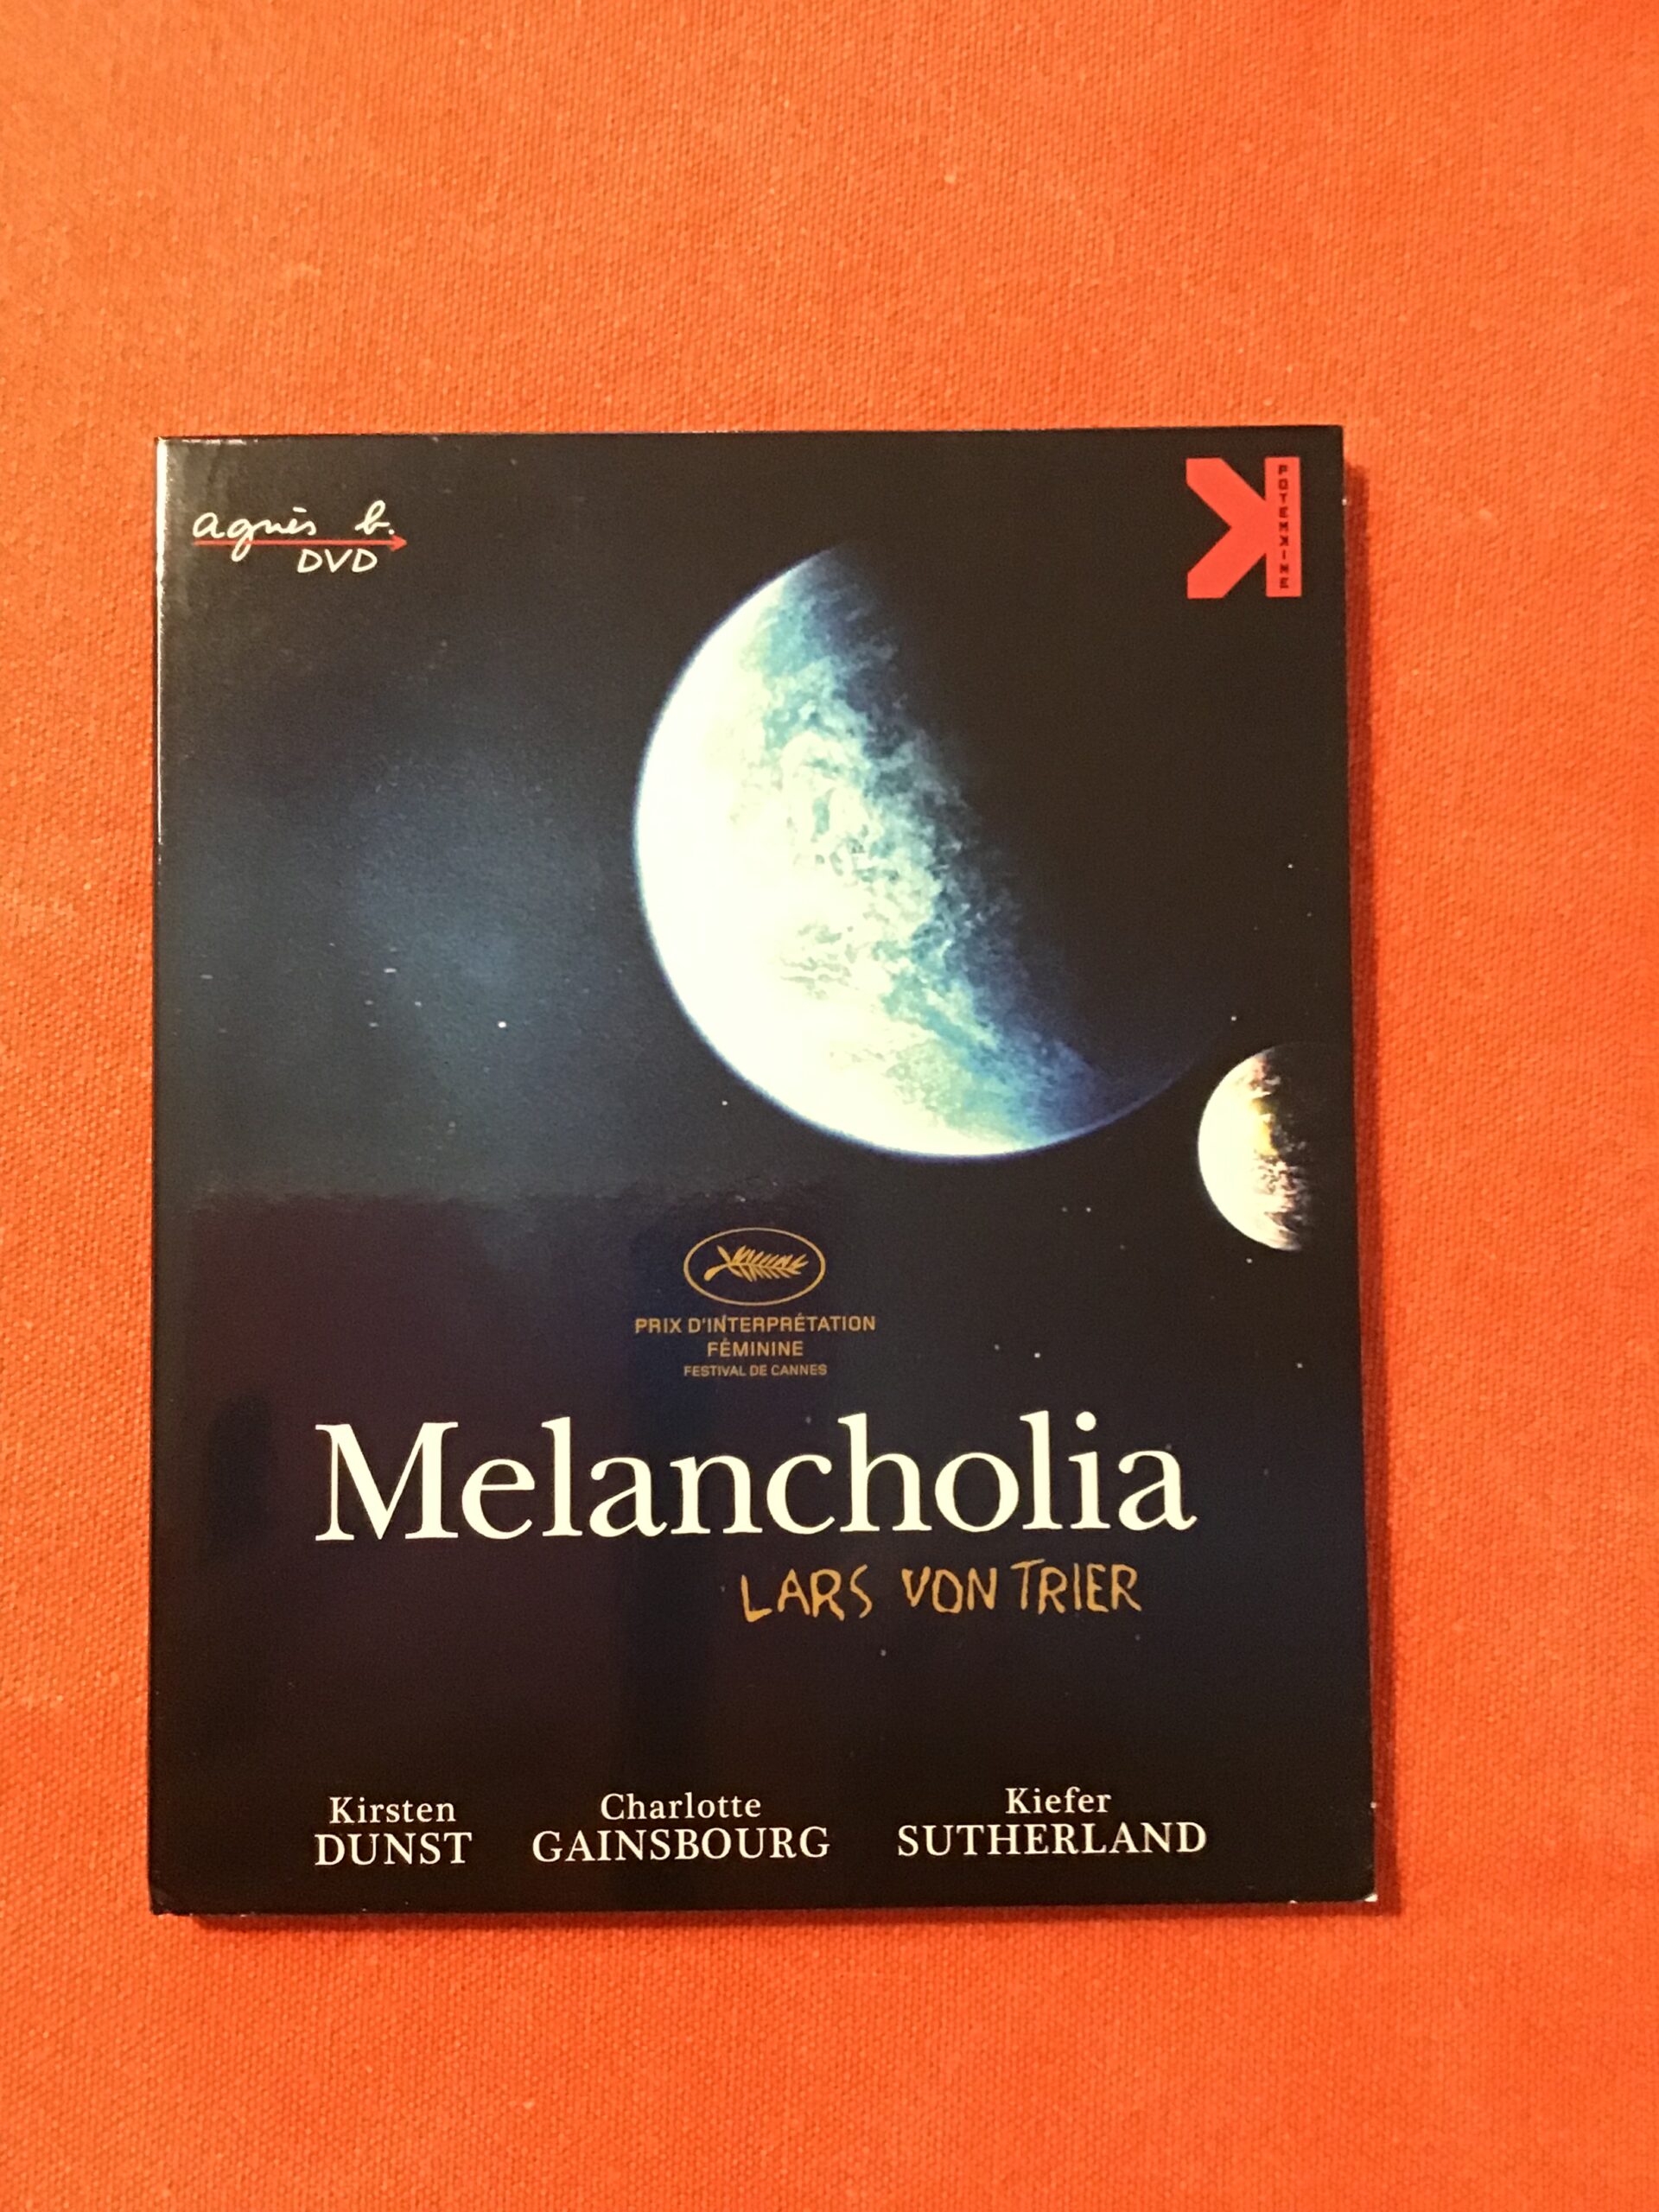 agnès b.
DVD
POTEMKINE
PRIX D'INTERPRÉTATION
FÉMININE
FESTIVAL DE CANNES
Melancholia
LARS VON TRIER
Kirsten
DUNST
Charlotte
GAINSBOURG
Kiefer
SUTHERLAND